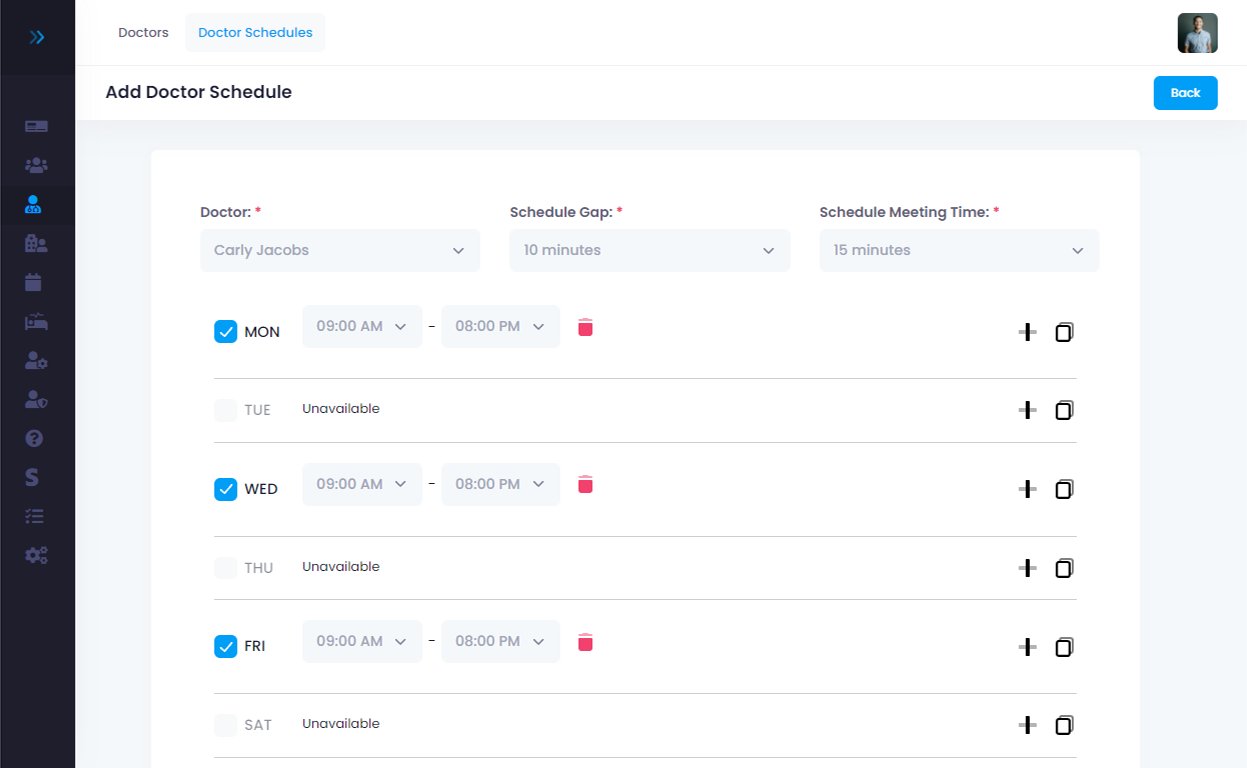 Doctors Doctor Schedules
Add Doctor Schedule Back
Doctor: * Schedule Gap: * Schedule Meeting Time: *
Carly Jacobs 10 minutes 15 minutes
MON 09:00 AM - 08:00 PM
TUE Unavailable
WED 09:00 AM - 08:00 PM
THU Unavailable
FRI 09:00 AM - 08:00 PM
SAT Unavailable